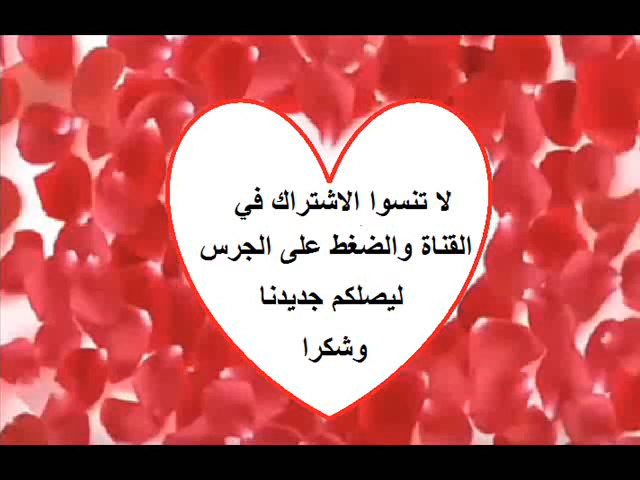 لا تنسوا الاشتراك في
القناة والضغط على الجرس
ليصلكم جديدنا
وشكرا